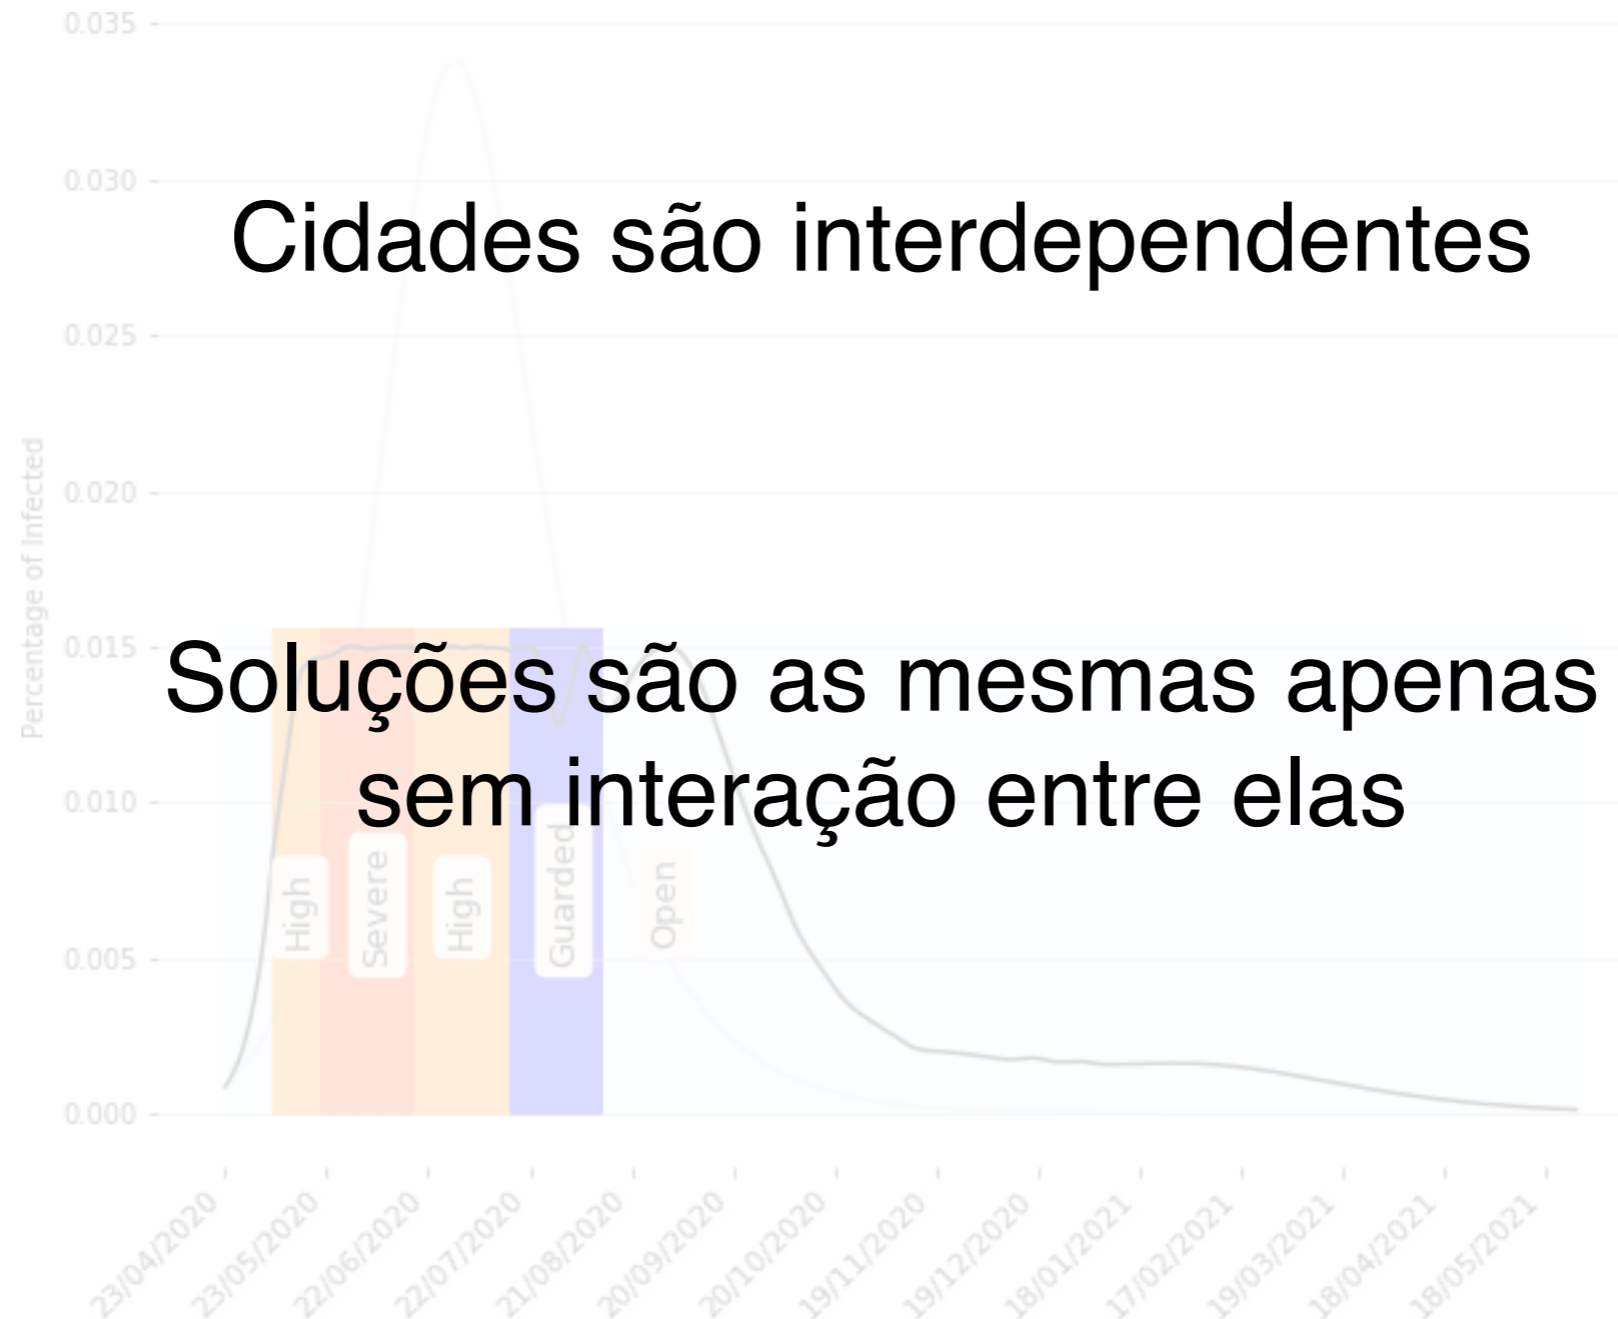 0.035
Cidades são interdependentes
0.030
0.025
Percentage of Infected
0.020
0.015
Soluções são as mesmas apenas
sem interação entre elas
0.010
High
Severe
High
Guarded
Open
0.005
0.000
23/04/2020
23/05/2020
22/06/2020
22/07/2020
21/08/2020
20/09/2020
20/10/2020
19/11/2020
19/12/2020
18/01/2021
17/02/2021
19/03/2021
18/04/2021
18/05/2021